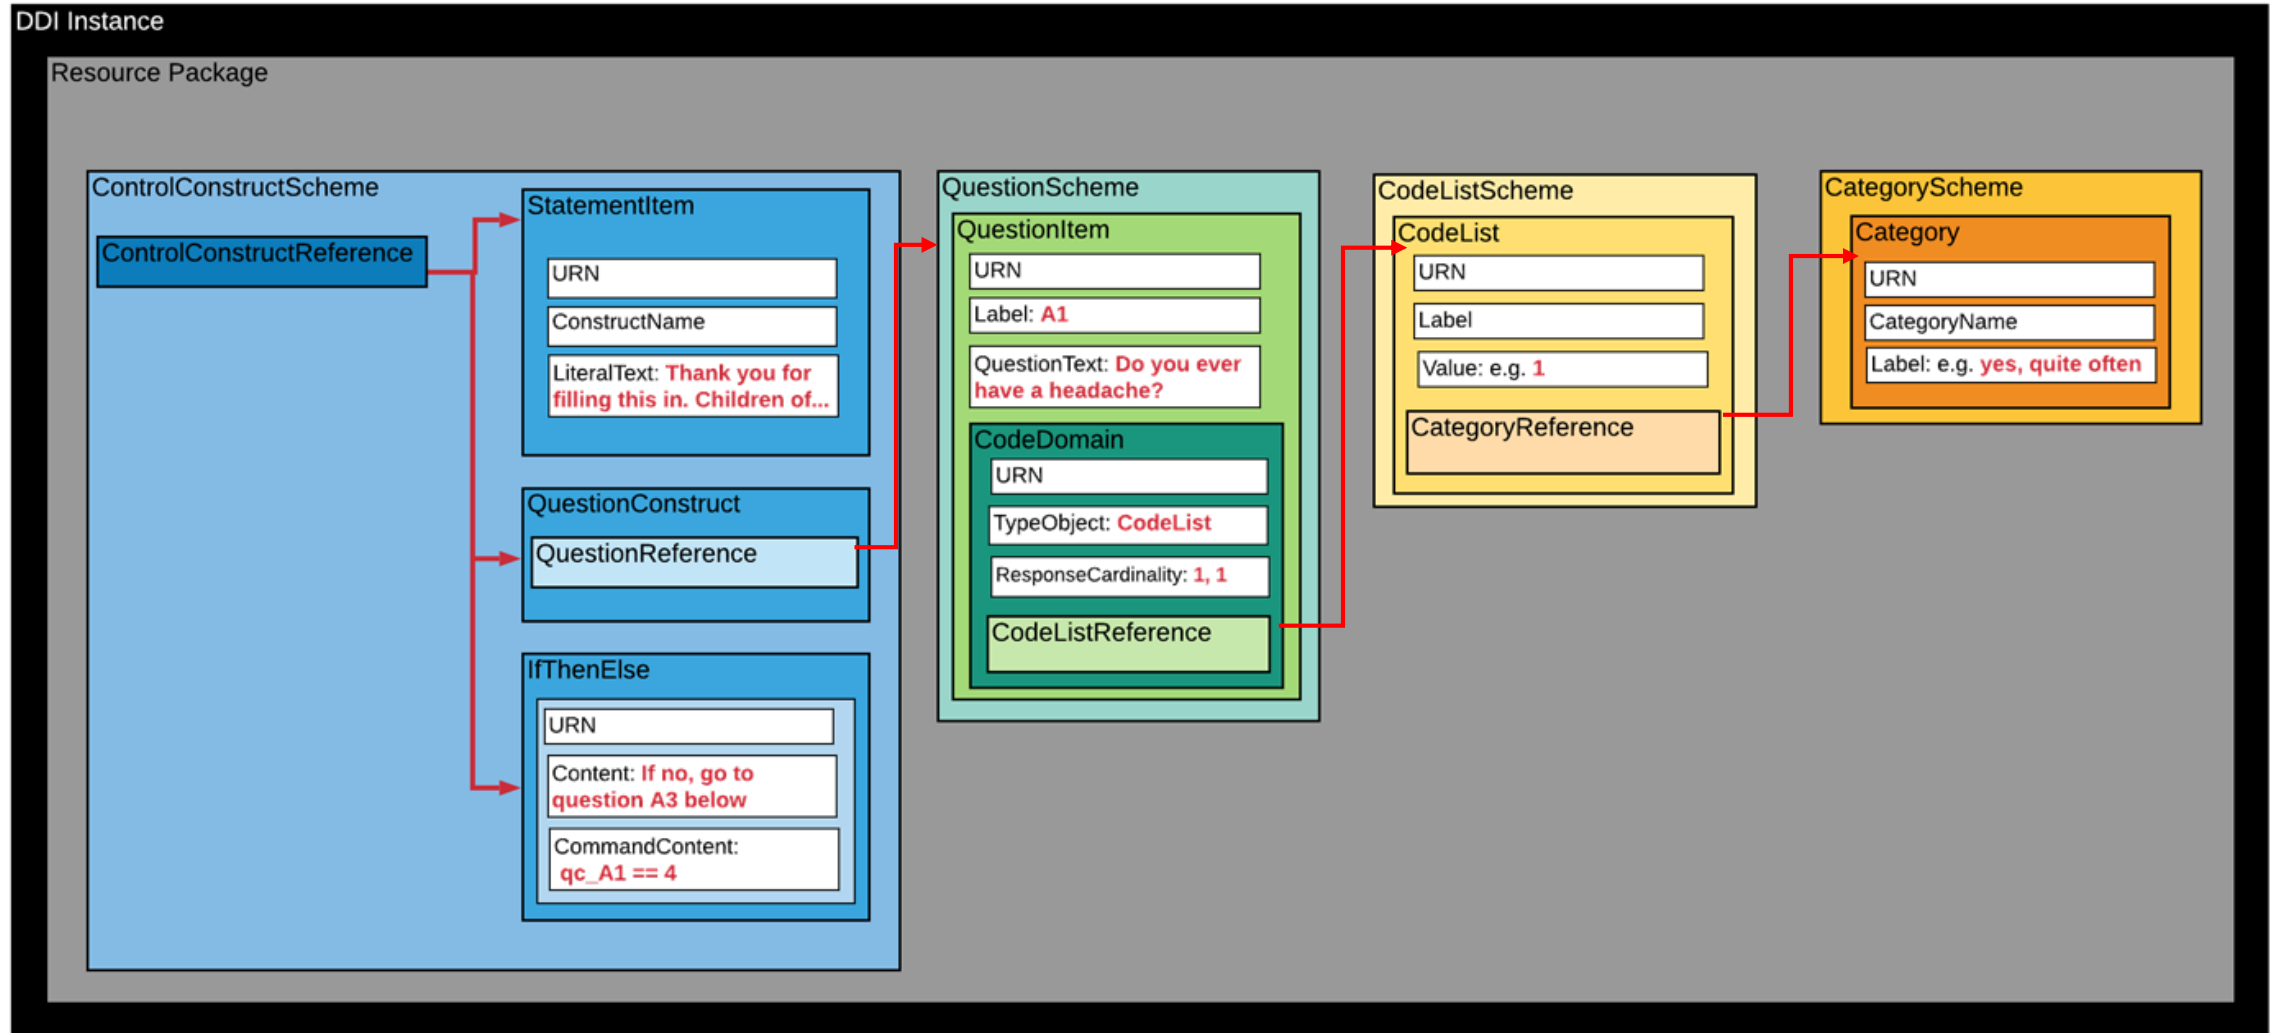 DDI Instance
Resource Package
ControlConstructScheme
ControlConstructReference
StatementItem
URN
ConstructName
LiteralText: Thank you for
filling this in. Children of...
QuestionConstruct
QuestionReference
IfThenElse
URN
Content: If no, go to
question A3 below
CommandContent:
qc_A1 == 4
QuestionScheme
QuestionItem
URN
Label: A1
QuestionText: Do you ever
have a headache?
CodeDomain
URN
TypeObject: CodeList
ResponseCardinality: 1, 1
CodeListReference
CodeListScheme
CodeList
URN
Label
Value: e.g. 1
CategoryReference
CategoryScheme
Category
URN
CategoryName
Label: e.g. yes, quite often